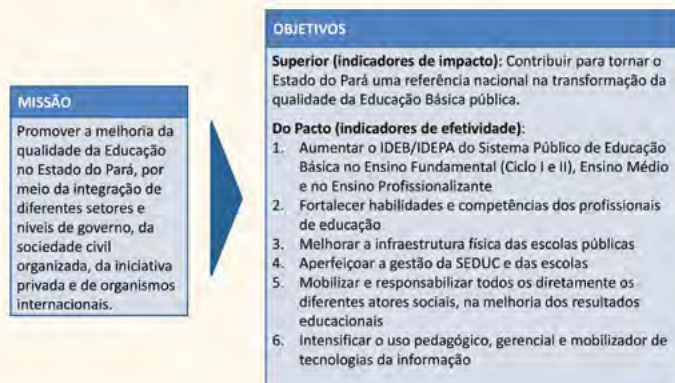 MISSÃO
Promover a melhoria da
qualidade da Educação
no Estado do Pará, por
meio da integração de
diferentes setores e
níveis de governo, da
sociedade civil
organizada, da iniciativa
privada e de organismos
internacionais.
OBJETIVOS
Superior (indicadores de impacto): Contribuir para tornar o
Estado do Pará uma referência nacional na transformação da
qualidade da Educação Básica pública.
Do Pacto (indicadores de efetividade):
1. Aumentar o IDEB/IDEPA do Sistema Público de Educação
Básica no Ensino Fundamental (Ciclo I e II), Ensino Médio
e no Ensino Profissionalizante
2. Fortalecer habilidades e competências dos profissionais
de educação
3. Melhorar a infraestrutura física das escolas públicas
4. Aperfeiçoar a gestão da SEDUC e das escolas
5. Mobilizar e responsabilizar todos os diretamente os
diferentes atores sociais, na melhoria dos resultados
educacionais
6. Intensificar o uso pedagógico, gerencial e mobilizador de
tecnologias da informação